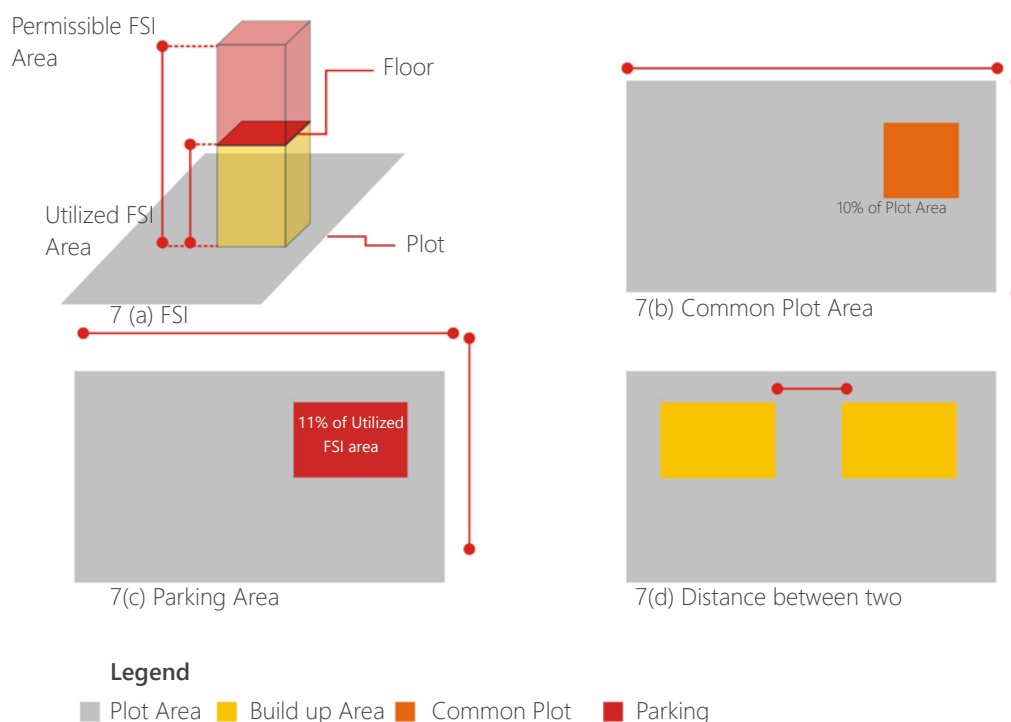 Permissible FSI
Area
Floor
Utilized FSI
Area
Plot
7 (a) FSI
10% of Plot Area
7(b) Common Plot Area
11% of Utilized
FSI area
7(c) Parking Area
7(d) Distance between two
Legend
Plot Area
Build up Area
Common Plot
Parking